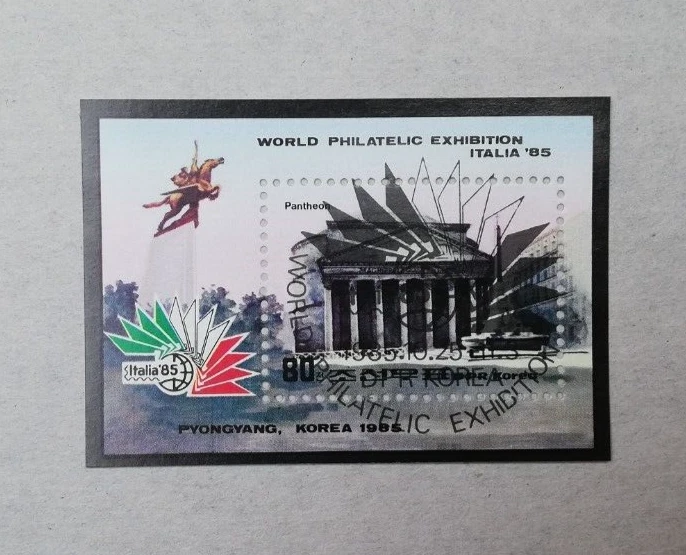 WORLD PHILATELIC EXHIBITION
ITALIA '85
Pantheon
Italia'85
80
1985.10.25
DPR KOREA
WORLD PHILATELIC EXHIBITION
PYONGYANG, KOREA 1985